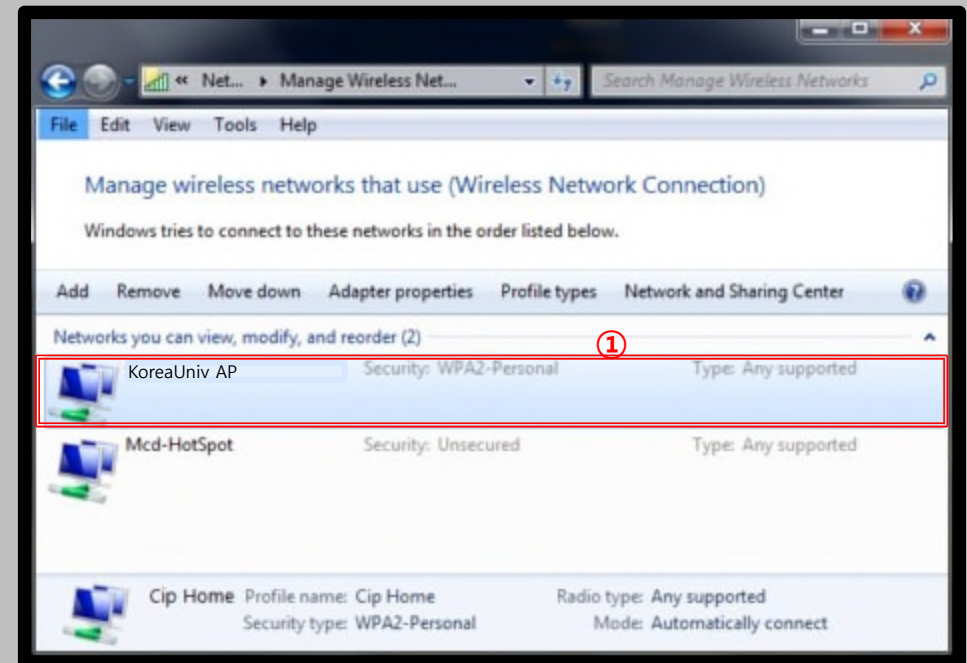 « Net... ▸ Manage Wireless Net... Search Manage Wireless Networks
File Edit View Tools Help
Manage wireless networks that use (Wireless Network Connection)
Windows tries to connect to these networks in the order listed below.
Add Remove Move down Adapter properties Profile types Network and Sharing Center
Networks you can view, modify, and reorder (2)
①
KoreaUniv AP Security: WPA2-Personal Type: Any supported
Mcd-HotSpot Security: Unsecured Type: Any supported
Cip Home Profile name: Cip Home Radio type: Any supported
Security type: WPA2-Personal Mode: Automatically connect